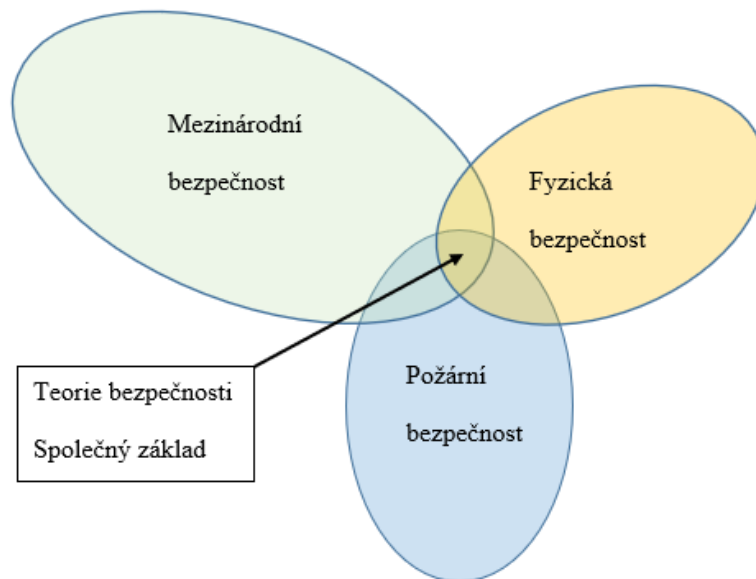 Mezinárodní
bezpečnost
Fyzická
bezpečnost
Požární
bezpečnost
Teorie bezpečnosti
Společný základ